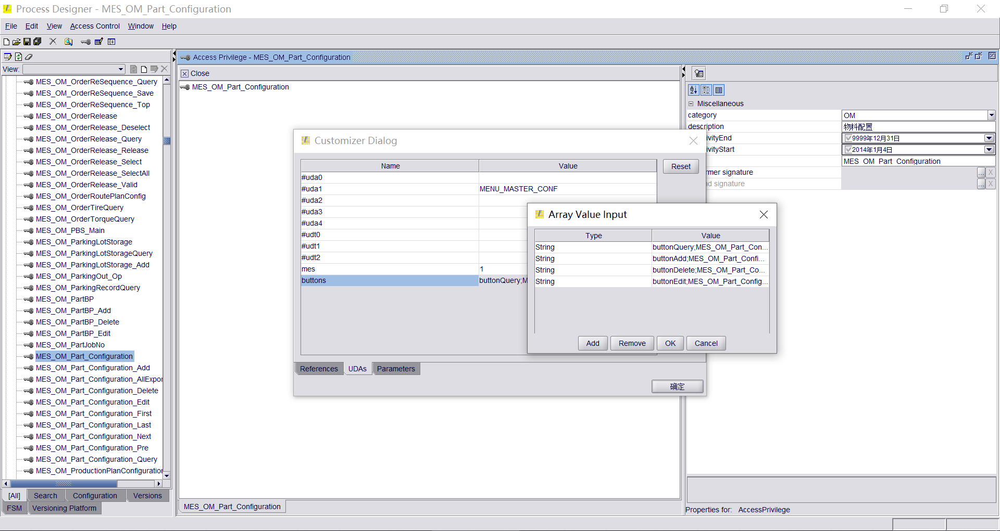 Process Designer - MES_OM_Part_Configuration
File Edit View Access Control Window Help
View:
MES_OM_OrderReSequence_Query
MES_OM_OrderReSequence_Save
MES_OM_OrderReSequence_Top
MES_OM_OrderRelease
MES_OM_OrderRelease_Deselect
MES_OM_OrderRelease_Query
MES_OM_OrderRelease_Release
MES_OM_OrderRelease_Select
MES_OM_OrderRelease_SelectAll
MES_OM_OrderRelease_Valid
MES_OM_OrderRoutePlanConfig
MES_OM_OrderTireQuery
MES_OM_OrderTorqueQuery
MES_OM_PBS_Main
MES_OM_ParkingLotStorage
MES_OM_ParkingLotStorageQuery
MES_OM_ParkingLotStorage_Add
MES_OM_ParkingOut_Op
MES_OM_ParkingRecordQuery
MES_OM_PartBP
MES_OM_PartBP_Add
MES_OM_PartBP_Delete
MES_OM_PartBP_Edit
MES_OM_PartJobNo
MES_OM_Part_Configuration
MES_OM_Part_Configuration_Add
MES_OM_Part_Configuration_AllExpor
MES_OM_Part_Configuration_Delete
MES_OM_Part_Configuration_Edit
MES_OM_Part_Configuration_First
MES_OM_Part_Configuration_Last
MES_OM_Part_Configuration_Next
MES_OM_Part_Configuration_Pre
MES_OM_Part_Configuration_Query
MES_OM_ProductionPlanConfiguration
[All] Search Configuration Versions
FSM Versioning Platform
Access Privilege - MES_OM_Part_Configuration
Close
MES_OM_Part_Configuration
MES_OM_Part_Configuration
Customizer Dialog
Name Value
#uda0
#uda1 MENU_MASTER_CONF
#uda2
#uda3
#uda4
#udt0
#udt1
#udt2
mes 1
buttons buttonQuery;M
Reset
References UDAs Parameters
确定
Array Value Input
Type Value
String buttonQuery;MES_OM_Part_Con...
String buttonAdd;MES_OM_Part_Confi...
String buttonDelete;MES_OM_Part_Co...
String buttonEdit;MES_OM_Part_Config...
Add Remove OK Cancel
Miscellaneous
category OM
description 物料配置
ivityEnd 9999年12月31日
ivityStart 2014年1月4日
MES_OM_Part_Configuration
rmer signature ... X
d signature ... X
Properties for: AccessPrivilege